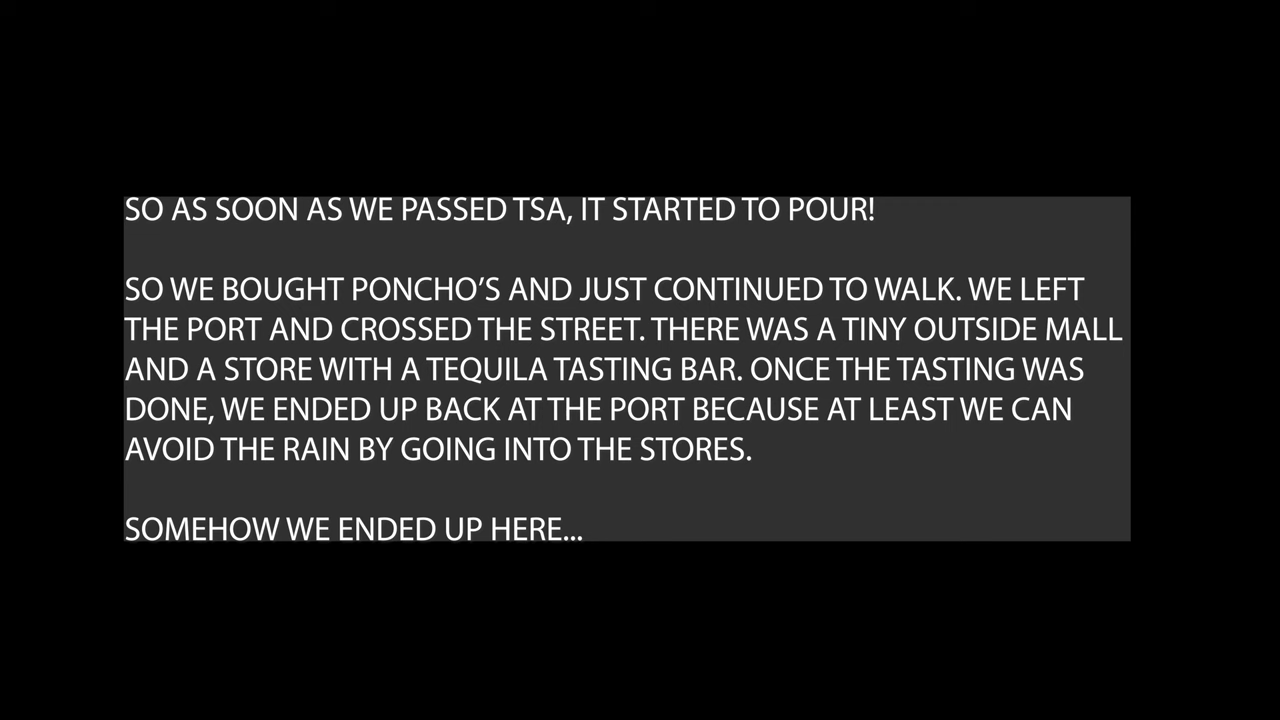 SO AS SOON AS WE PASSED TSA, IT STARTED TO POUR!
SO WE BOUGHT PONCHO’S AND JUST CONTINUED TO WALK. WE LEFT
THE PORT AND CROSSED THE STREET. THERE WAS A TINY OUTSIDE MALL
AND A STORE WITH A TEQUILA TASTING BAR. ONCE THE TASTING WAS
DONE, WE ENDED UP BACK AT THE PORT BECAUSE AT LEAST WE CAN
AVOID THE RAIN BY GOING INTO THE STORES.
SOMEHOW WE ENDED UP HERE...